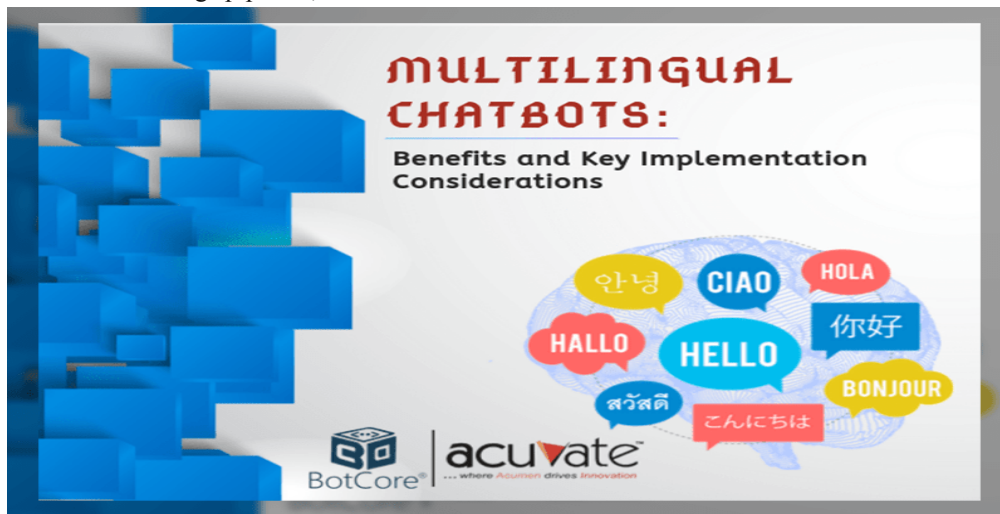 MULTILINGUAL
CHATBOTS:
Benefits and Key Implementation
Considerations
안녕
CIAO
HOLA
HALLO
HELLO
你好
สวัสดี
こんにちは
BONJOUR
BotCore®
acuvate™
... where Acumen drives Innovation